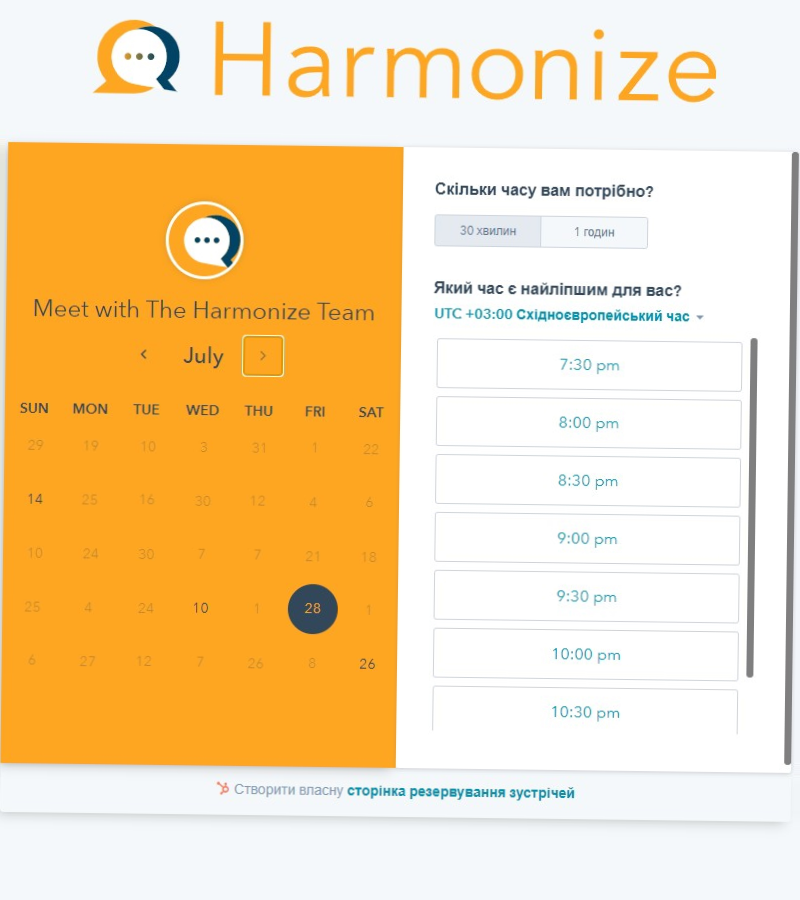 Harmonize
Meet with The Harmonize Team
July
SUN MON TUE WED THU FRI SAT
29 19 10 3 31 1 22
14 25 16 30 12 4 6
10 24 30 7 7 21 18
25 4 24 10 1 28 1
6 27 12 7 26 8 26
Скільки часу вам потрібно?
30 хвилин 1 годин
Який час є найліпшим для вас?
UTC +03:00 Східноєвропейський час
7:30 pm
8:00 pm
8:30 pm
9:00 pm
9:30 pm
10:00 pm
10:30 pm
Створити власну сторінка резервування зустрічей